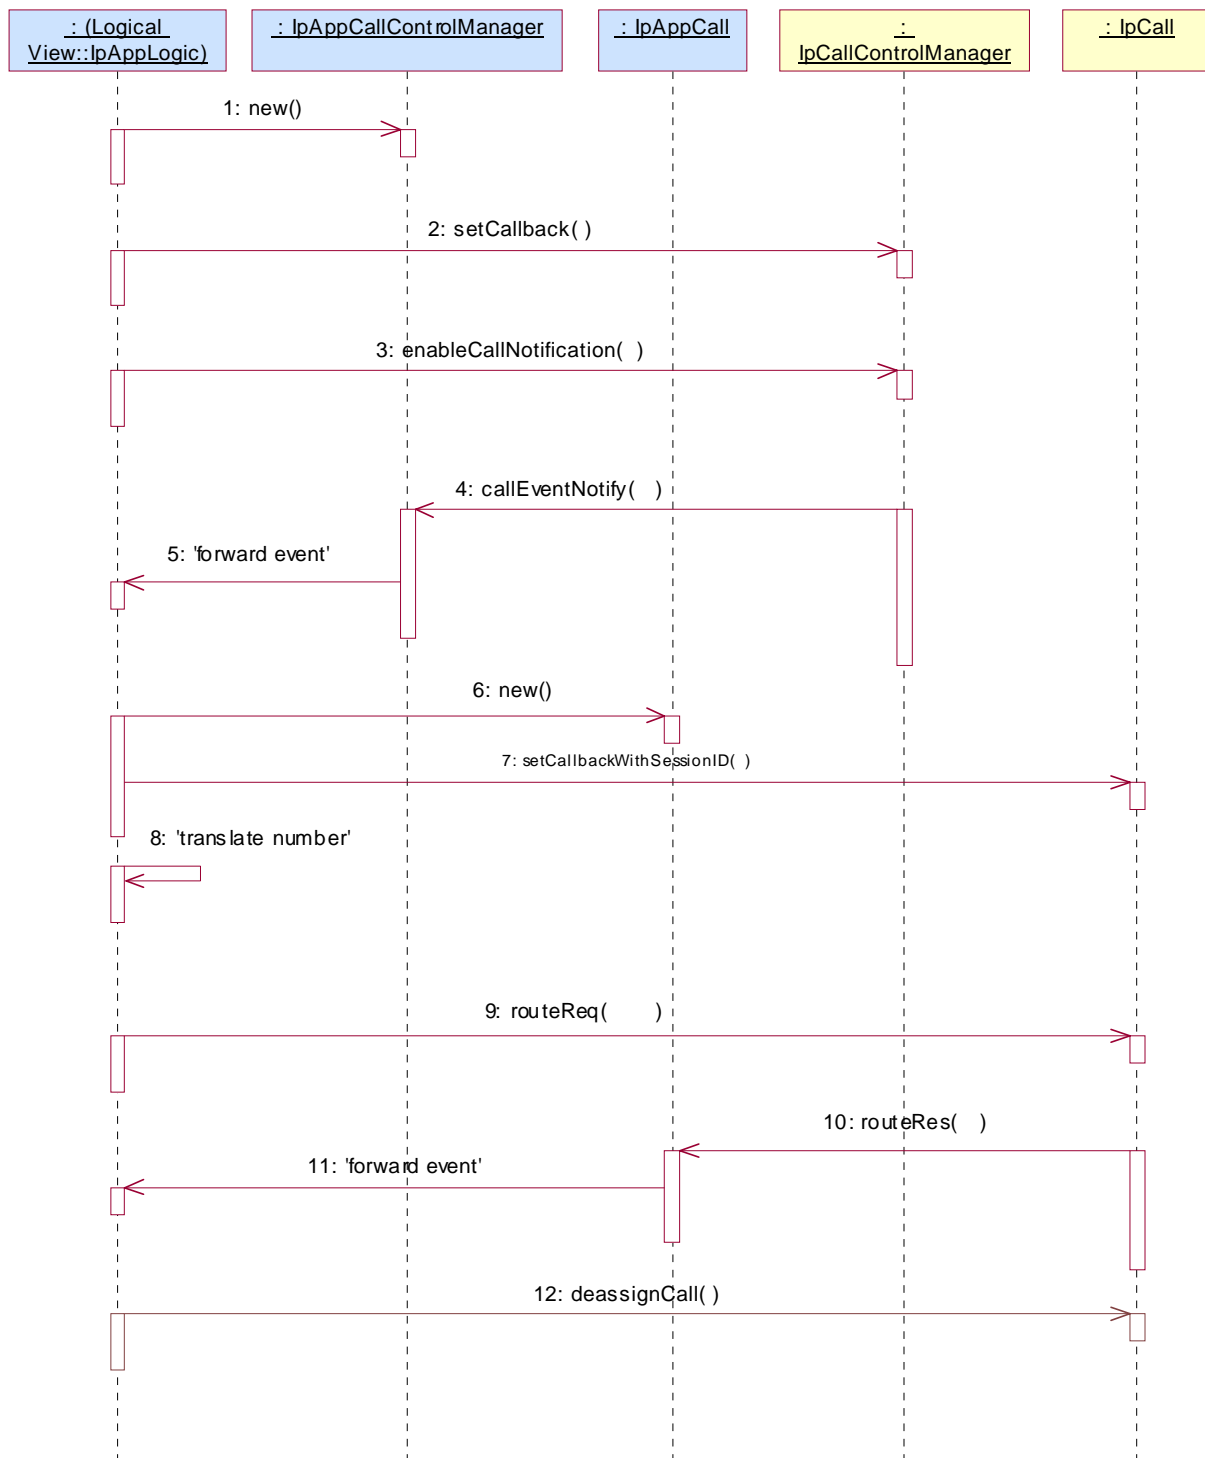 : (Logical
View::IpAppLogic)
: IpAppCallControlManager
: IpAppCall
:
IpCallControlManager
: IpCall
1: new()
2: setCallback( )
3: enableCallNotification(  )
4: callEventNotify(   )
5: 'forward event'
6: new()
7: setCallbackWithSessionID(  )
8: 'translate number'
9: routeReq(       )
10: routeRes(   )
11: 'forward event'
12: deassignCall( )